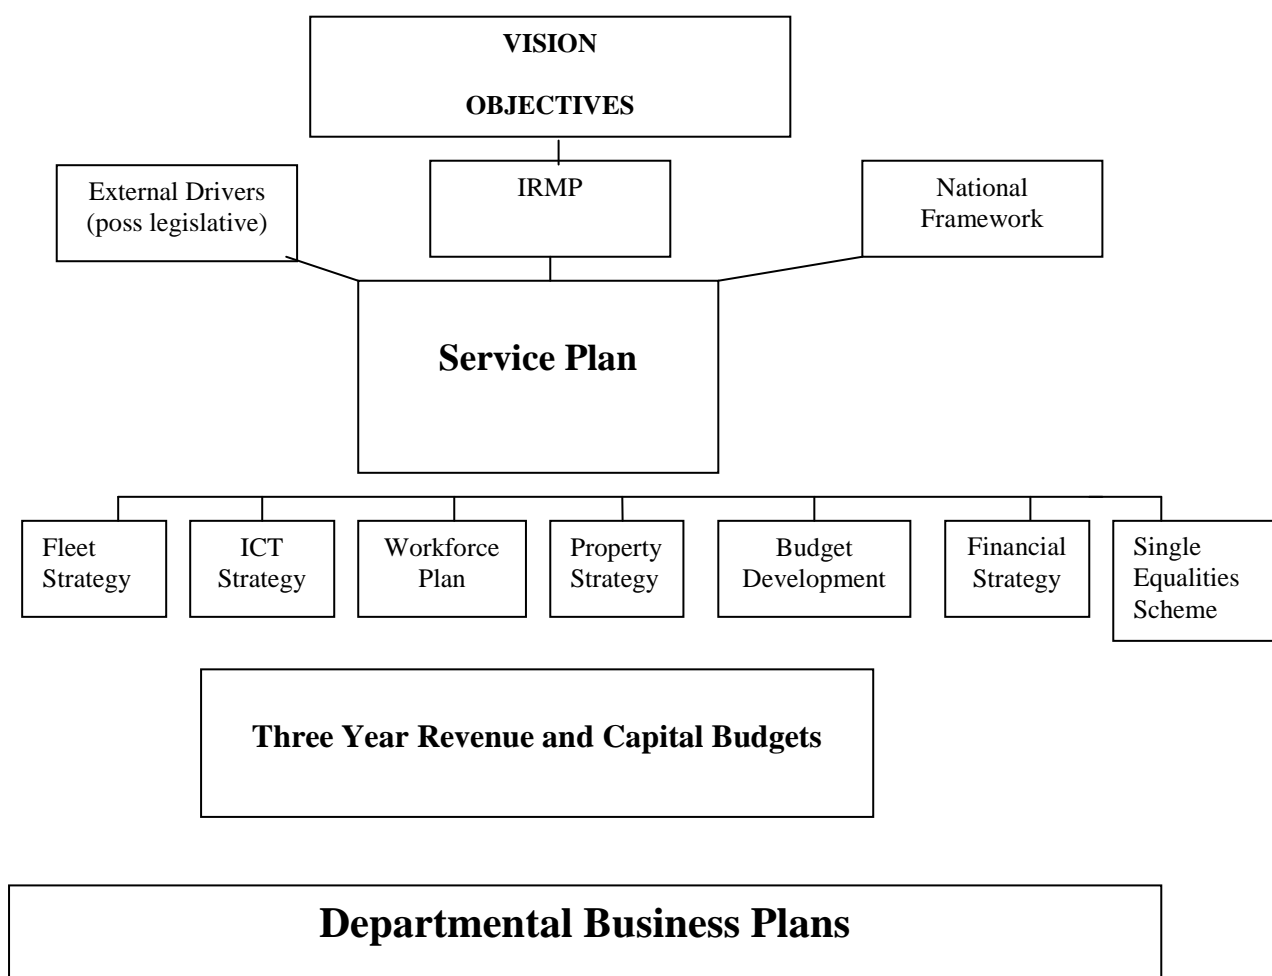 VISION
OBJECTIVES
External Drivers
(poss legislative)
IRMP
National
Framework
Service Plan
Fleet
Strategy
ICT
Strategy
Workforce
Plan
Property
Strategy
Budget
Development
Financial
Strategy
Single
Equalities
Scheme
Three Year Revenue and Capital Budgets
Departmental Business Plans